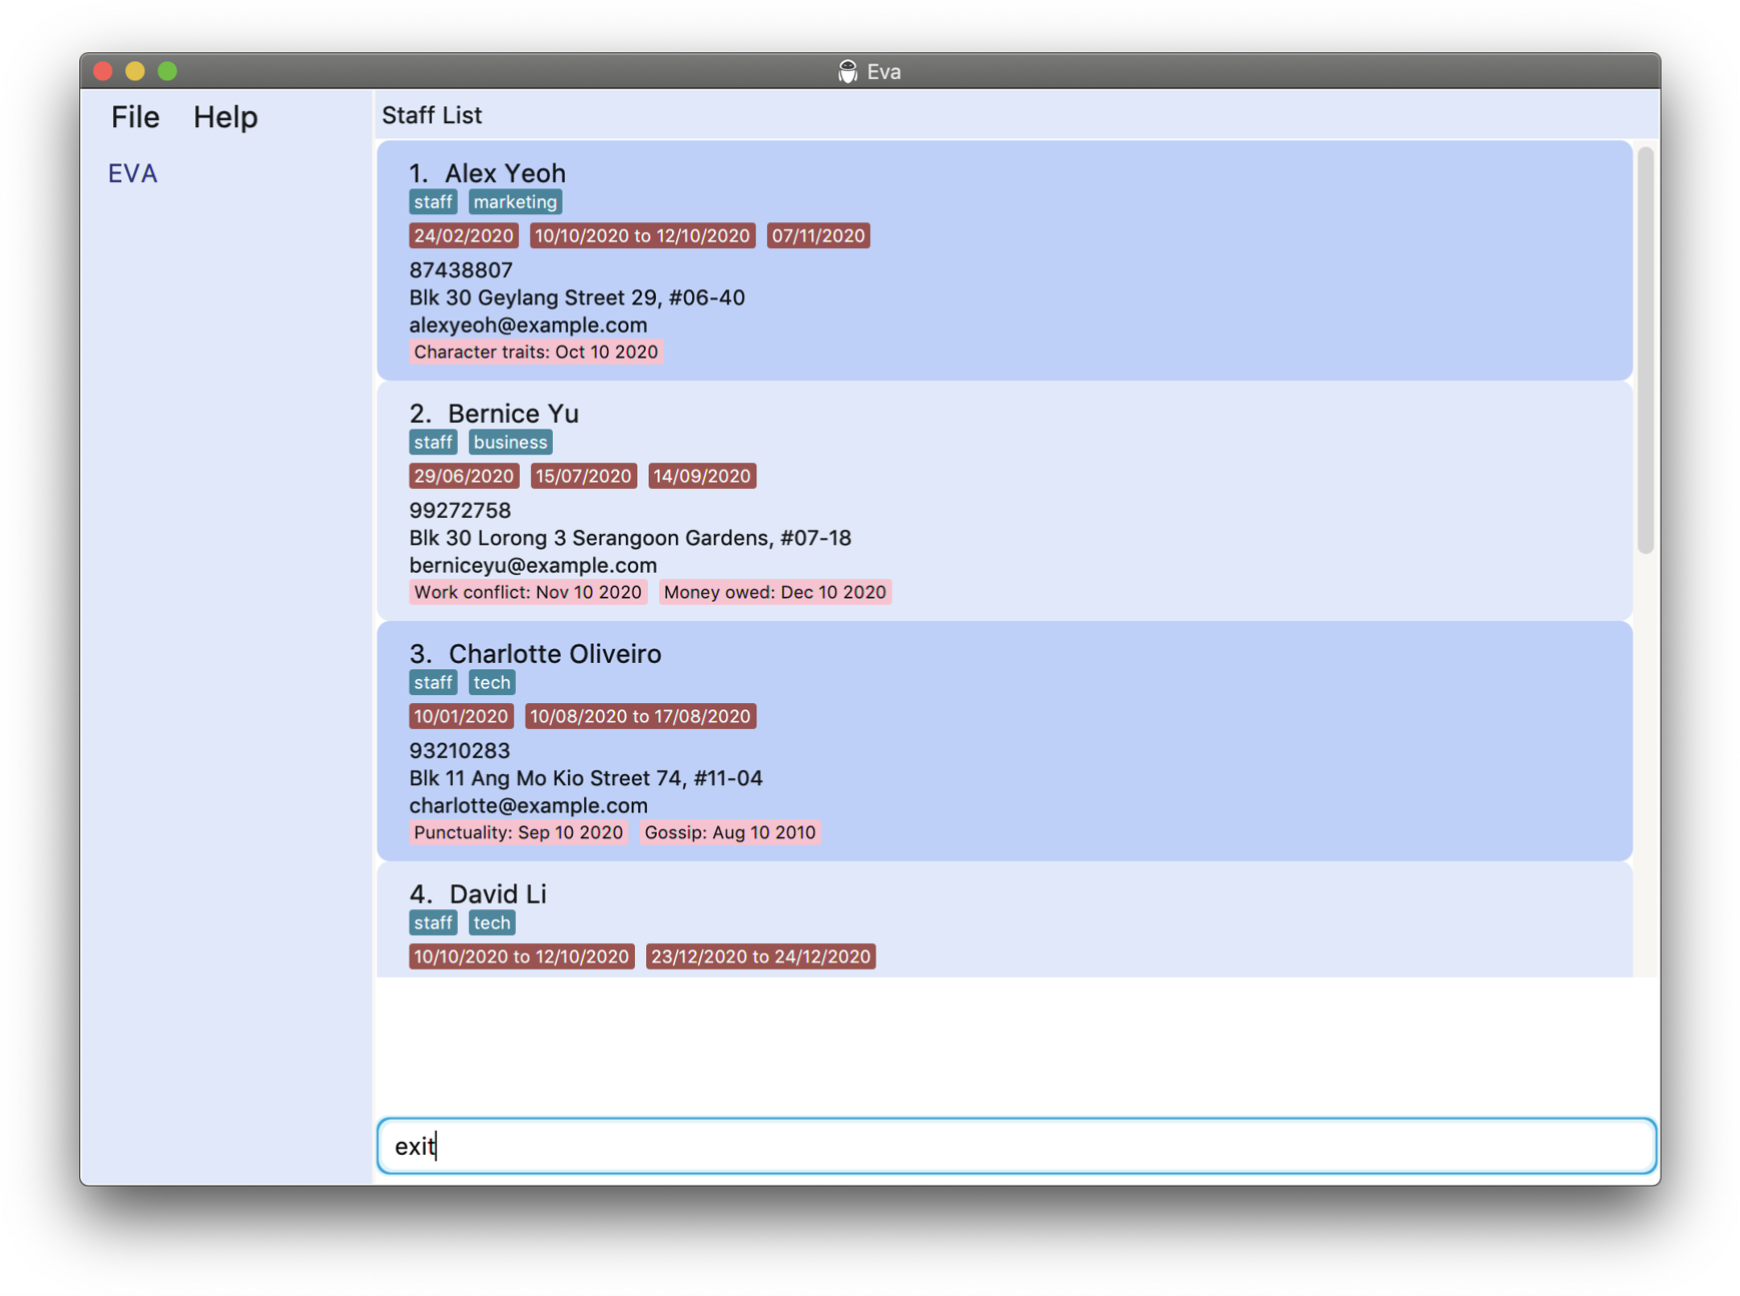 Eva
File Help
EVA
Staff List
1. Alex Yeoh
staff marketing
24/02/2020 10/10/2020 to 12/10/2020 07/11/2020
87438807
Blk 30 Geylang Street 29, #06-40
alexyeoh@example.com
Character traits: Oct 10 2020
2. Bernice Yu
staff business
29/06/2020 15/07/2020 14/09/2020
99272758
Blk 30 Lorong 3 Serangoon Gardens, #07-18
berniceyu@example.com
Work conflict: Nov 10 2020 Money owed: Dec 10 2020
3. Charlotte Oliveiro
staff tech
10/01/2020 10/08/2020 to 17/08/2020
93210283
Blk 11 Ang Mo Kio Street 74, #11-04
charlotte@example.com
Punctuality: Sep 10 2020 Gossip: Aug 10 2010
4. David Li
staff tech
10/10/2020 to 12/10/2020 23/12/2020 to 24/12/2020
exit